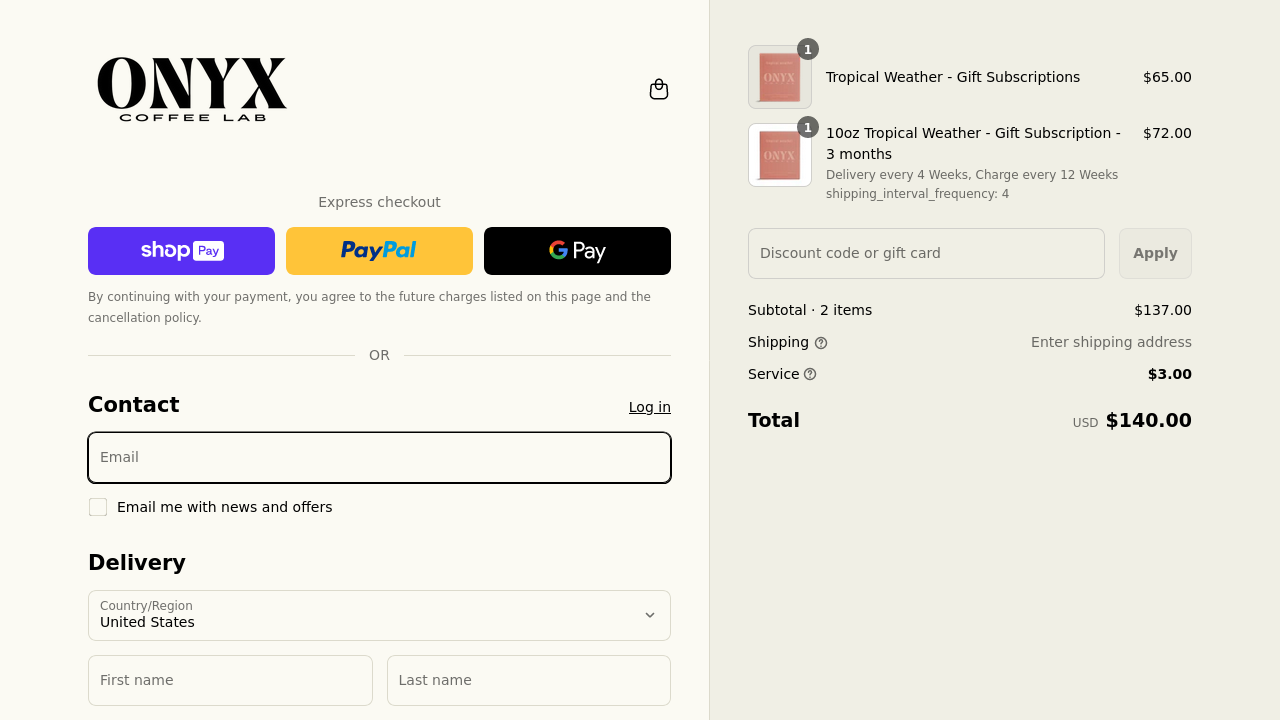 ONYX
COFFEE LAB
Express checkout
shop Pay
PayPal
G Pay
By continuing with your payment, you agree to the future charges listed on this page and the
cancellation policy.
OR
Contact
Log in
Email
Email me with news and offers
Delivery
Country/Region
United States
First name
Last name
1
ONYX
Tropical Weather - Gift Subscriptions
$65.00
1
ONYX
10oz Tropical Weather - Gift Subscription -
3 months
$72.00
Delivery every 4 Weeks, Charge every 12 Weeks
shipping_interval_frequency: 4
Discount code or gift card
Apply
Subtotal · 2 items
$137.00
Shipping
Enter shipping address
Service
$3.00
Total
USD $140.00